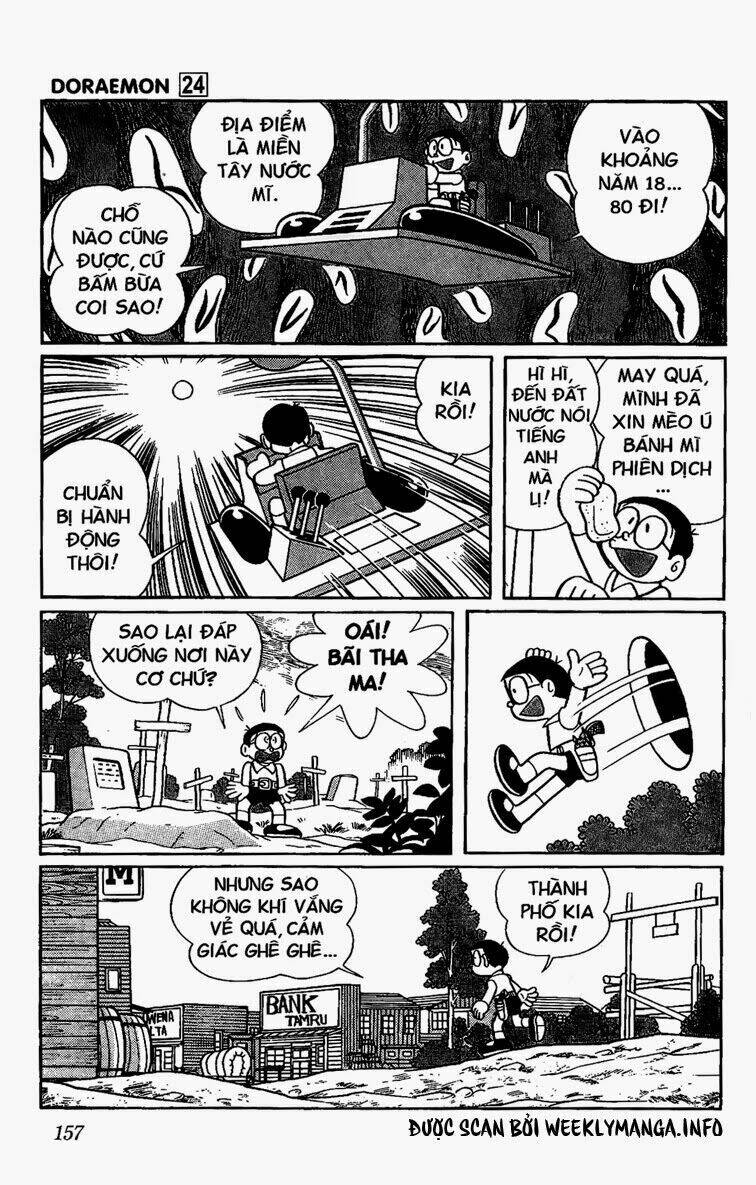 DORAEMON 24
VÀO
KHOẢNG
NĂM 18...
80 ĐI!
ĐỊA ĐIỂM
LÀ MIỀN
TÂY NƯỚC
MĨ.
CHỖ
NÀO CŨNG
ĐƯỢC, CỨ
BẤM BỪA
COI SAO!
MAY QUÁ,
MÌNH ĐÃ
XIN MÈO Ú
BÁNH MÌ
PHIÊN DỊCH
...
HÌ HÌ,
ĐẾN ĐẤT
NƯỚC NÓI
TIẾNG
ANH
MÀ
LỊ!
KIA
RỒI!
CHUẨN
BỊ HÀNH
ĐỘNG
THÔI!
OÁI!
BÃI THA
MA!
SAO LẠI ĐÁP
XUỐNG NƠI NÀY
CƠ CHỨ?
THÀNH
PHỐ KIA
RỒI!
NHƯNG SAO
KHÔNG KHÍ VẮNG
VẺ QUÁ, CẢM
GIÁC GHÊ GHÊ...
M
WENA
TA
BANK
TAMRU
157
ĐƯỢC SCAN BỞI WEEKLYMANGA.INFO